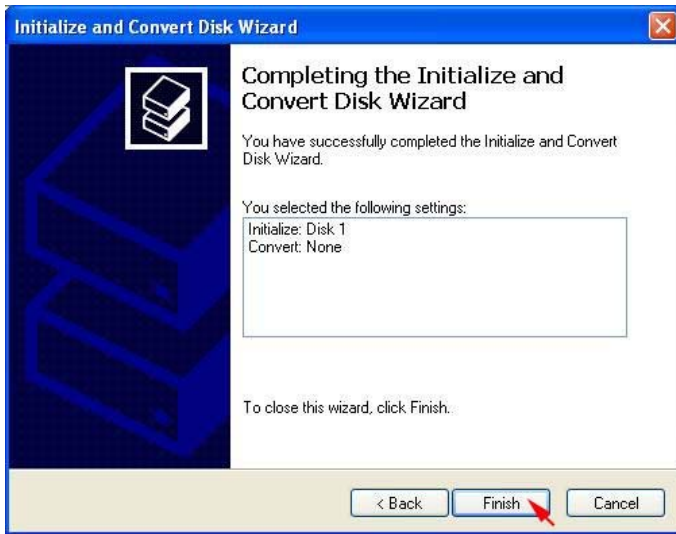 Initialize and Convert Disk Wizard
Completing the Initialize and
Convert Disk Wizard
You have successfully completed the Initialize and Convert
Disk Wizard.
You selected the following settings:
Initialize: Disk 1
Convert: None
To close this wizard, click Finish.
< Back Finish Cancel